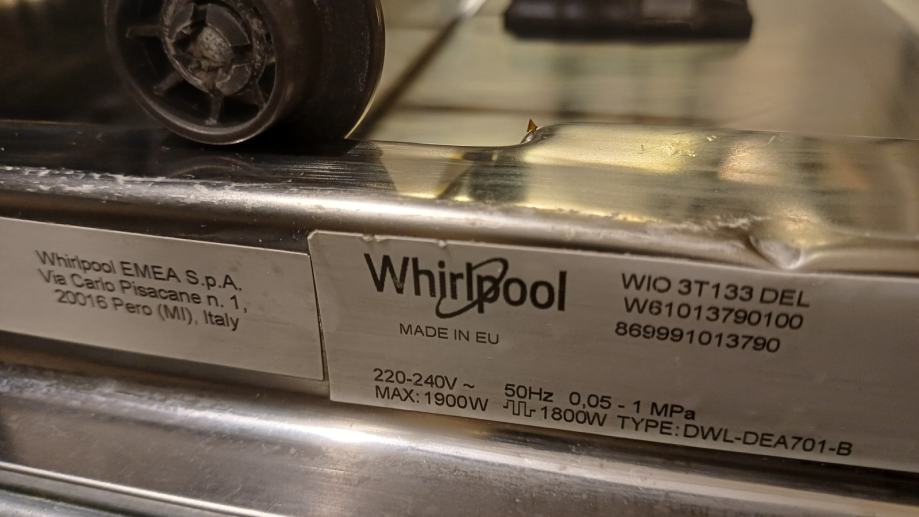 Whirlpool EMEA S.p.A.
Via Carlo Pisacane n. 1,
20016 Pero (MI), Italy
Whirlpool
MADE IN EU
WIO 3T133 DEL
W61013790100
869991013790
220-240V ~ 50Hz 0,05 - 1 MPa
MAX: 1900W 1800W TYPE: DWL-DEA701-B